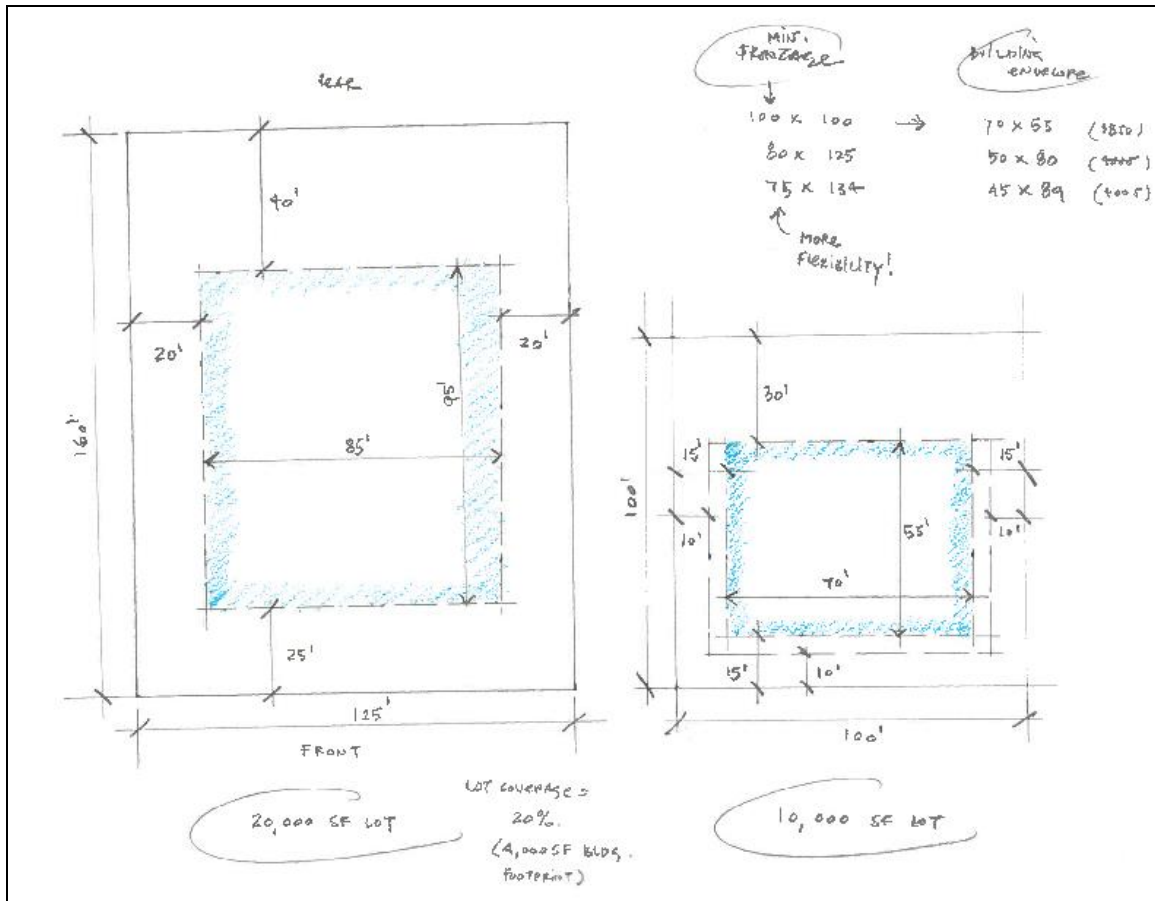 REAR
160'
40'
20'
20'
95'
85'
25'
125'
FRONT
20,000 SF LOT
LOT COVERAGE =
20%.
(4,000 SF BLDG.
FOOTPRINT)
MIN.
FRONTAGE
BUILDING
ENVELOPE
100 x 100 → 70 x 55 (3850)
80 x 125 50 x 80 (4000)
75 x 134 45 x 89 (4005)
MORE
FLEXIBILITY!
100'
30'
15'
15'
10'
10'
55'
70'
15'
10'
100'
10,000 SF LOT